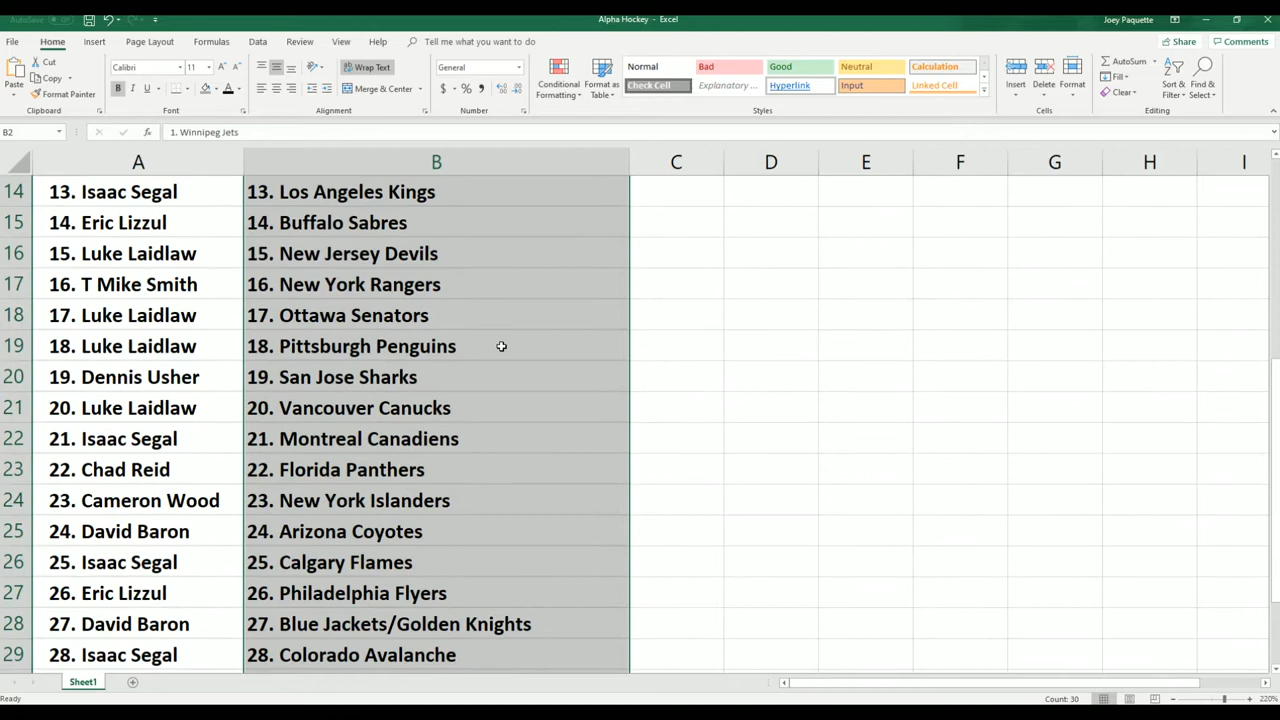 AutoSave
Alpha Hockey - Excel
Joey Paquette
File Home Insert Page Layout Formulas Data Review View Help Tell me what you want to do
Share Comments
Paste
Cut
Copy
Format Painter
Clipboard
Calibri 11
B I U
Font
Wrap Text
Merge & Center
Alignment
General
$ % ,
Number
Conditional Formatting
Format as Table
Normal Bad Good Neutral Calculation
Check Cell Explanatory ... Hyperlink Input Linked Cell
Styles
Insert Delete Format
Cells
AutoSum
Fill
Clear
Sort & Filter
Find & Select
Editing
B2 fx 1. Winnipeg Jets
A B C D E F G H I
14 13. Isaac Segal 13. Los Angeles Kings
15 14. Eric Lizzul 14. Buffalo Sabres
16 15. Luke Laidlaw 15. New Jersey Devils
17 16. T Mike Smith 16. New York Rangers
18 17. Luke Laidlaw 17. Ottawa Senators
19 18. Luke Laidlaw 18. Pittsburgh Penguins
20 19. Dennis Usher 19. San Jose Sharks
21 20. Luke Laidlaw 20. Vancouver Canucks
22 21. Isaac Segal 21. Montreal Canadiens
23 22. Chad Reid 22. Florida Panthers
24 23. Cameron Wood 23. New York Islanders
25 24. David Baron 24. Arizona Coyotes
26 25. Isaac Segal 25. Calgary Flames
27 26. Eric Lizzul 26. Philadelphia Flyers
28 27. David Baron 27. Blue Jackets/Golden Knights
29 28. Isaac Segal 28. Colorado Avalanche
Sheet1
Ready
Count: 30
220%